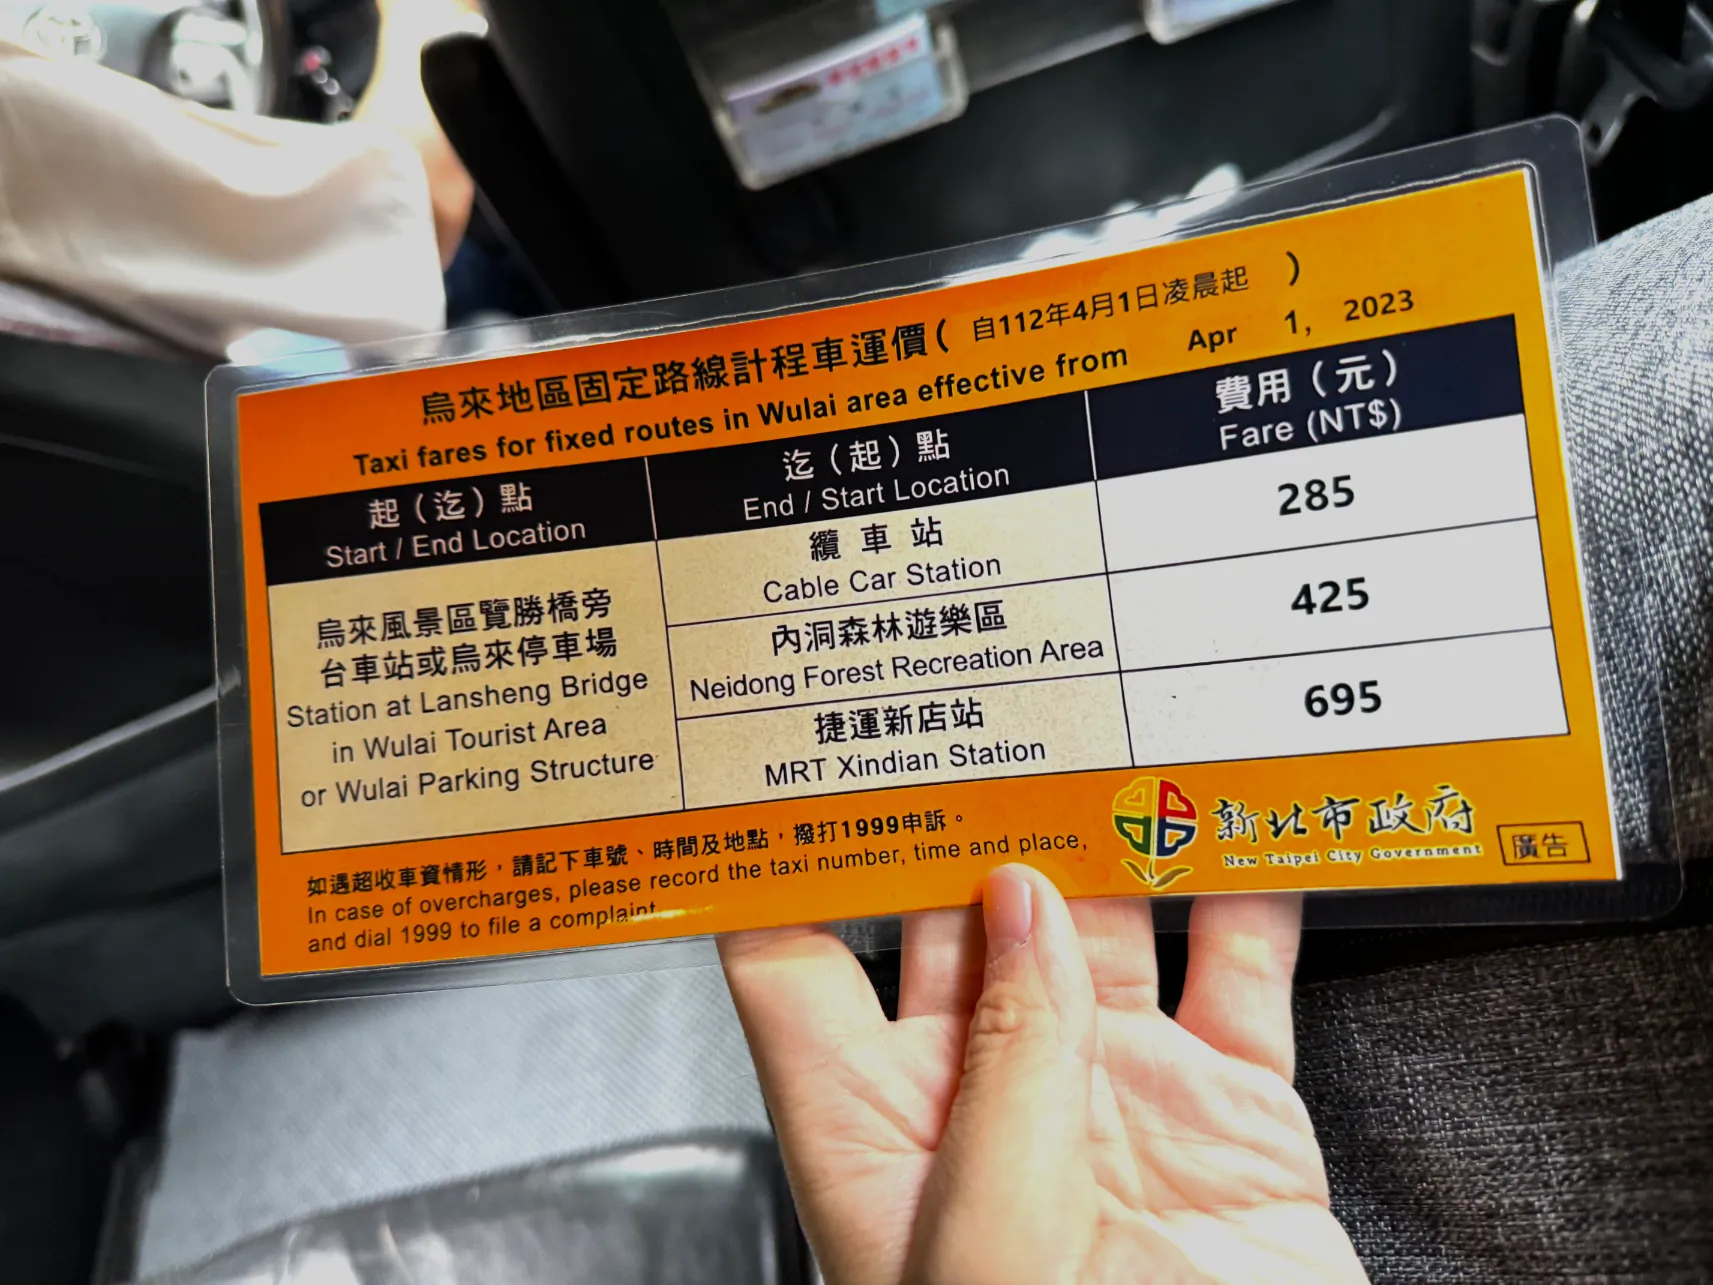 烏來地區固定路線計程車運價( 自112年4月1日凌晨起 )
Taxi fares for fixed routes in Wulai area effective from Apr 1, 2023
起（迄）點
Start / End Location
迄（起）點
End / Start Location
費用（元）
Fare (NT$)
烏來風景區覽勝橋旁
台車站或烏來停車場
Station at Lansheng Bridge
in Wulai Tourist Area
or Wulai Parking Structure
纜 車 站
Cable Car Station
285
內洞森林遊樂區
Neidong Forest Recreation Area
425
捷運新店站
MRT Xindian Station
695
如遇超收車資情形，請記下車號、時間及地點，撥打1999申訴。
In case of overcharges, please record the taxi number, time and place,
and dial 1999 to file a complaint
新北市政府
New Taipei City Government
廣告